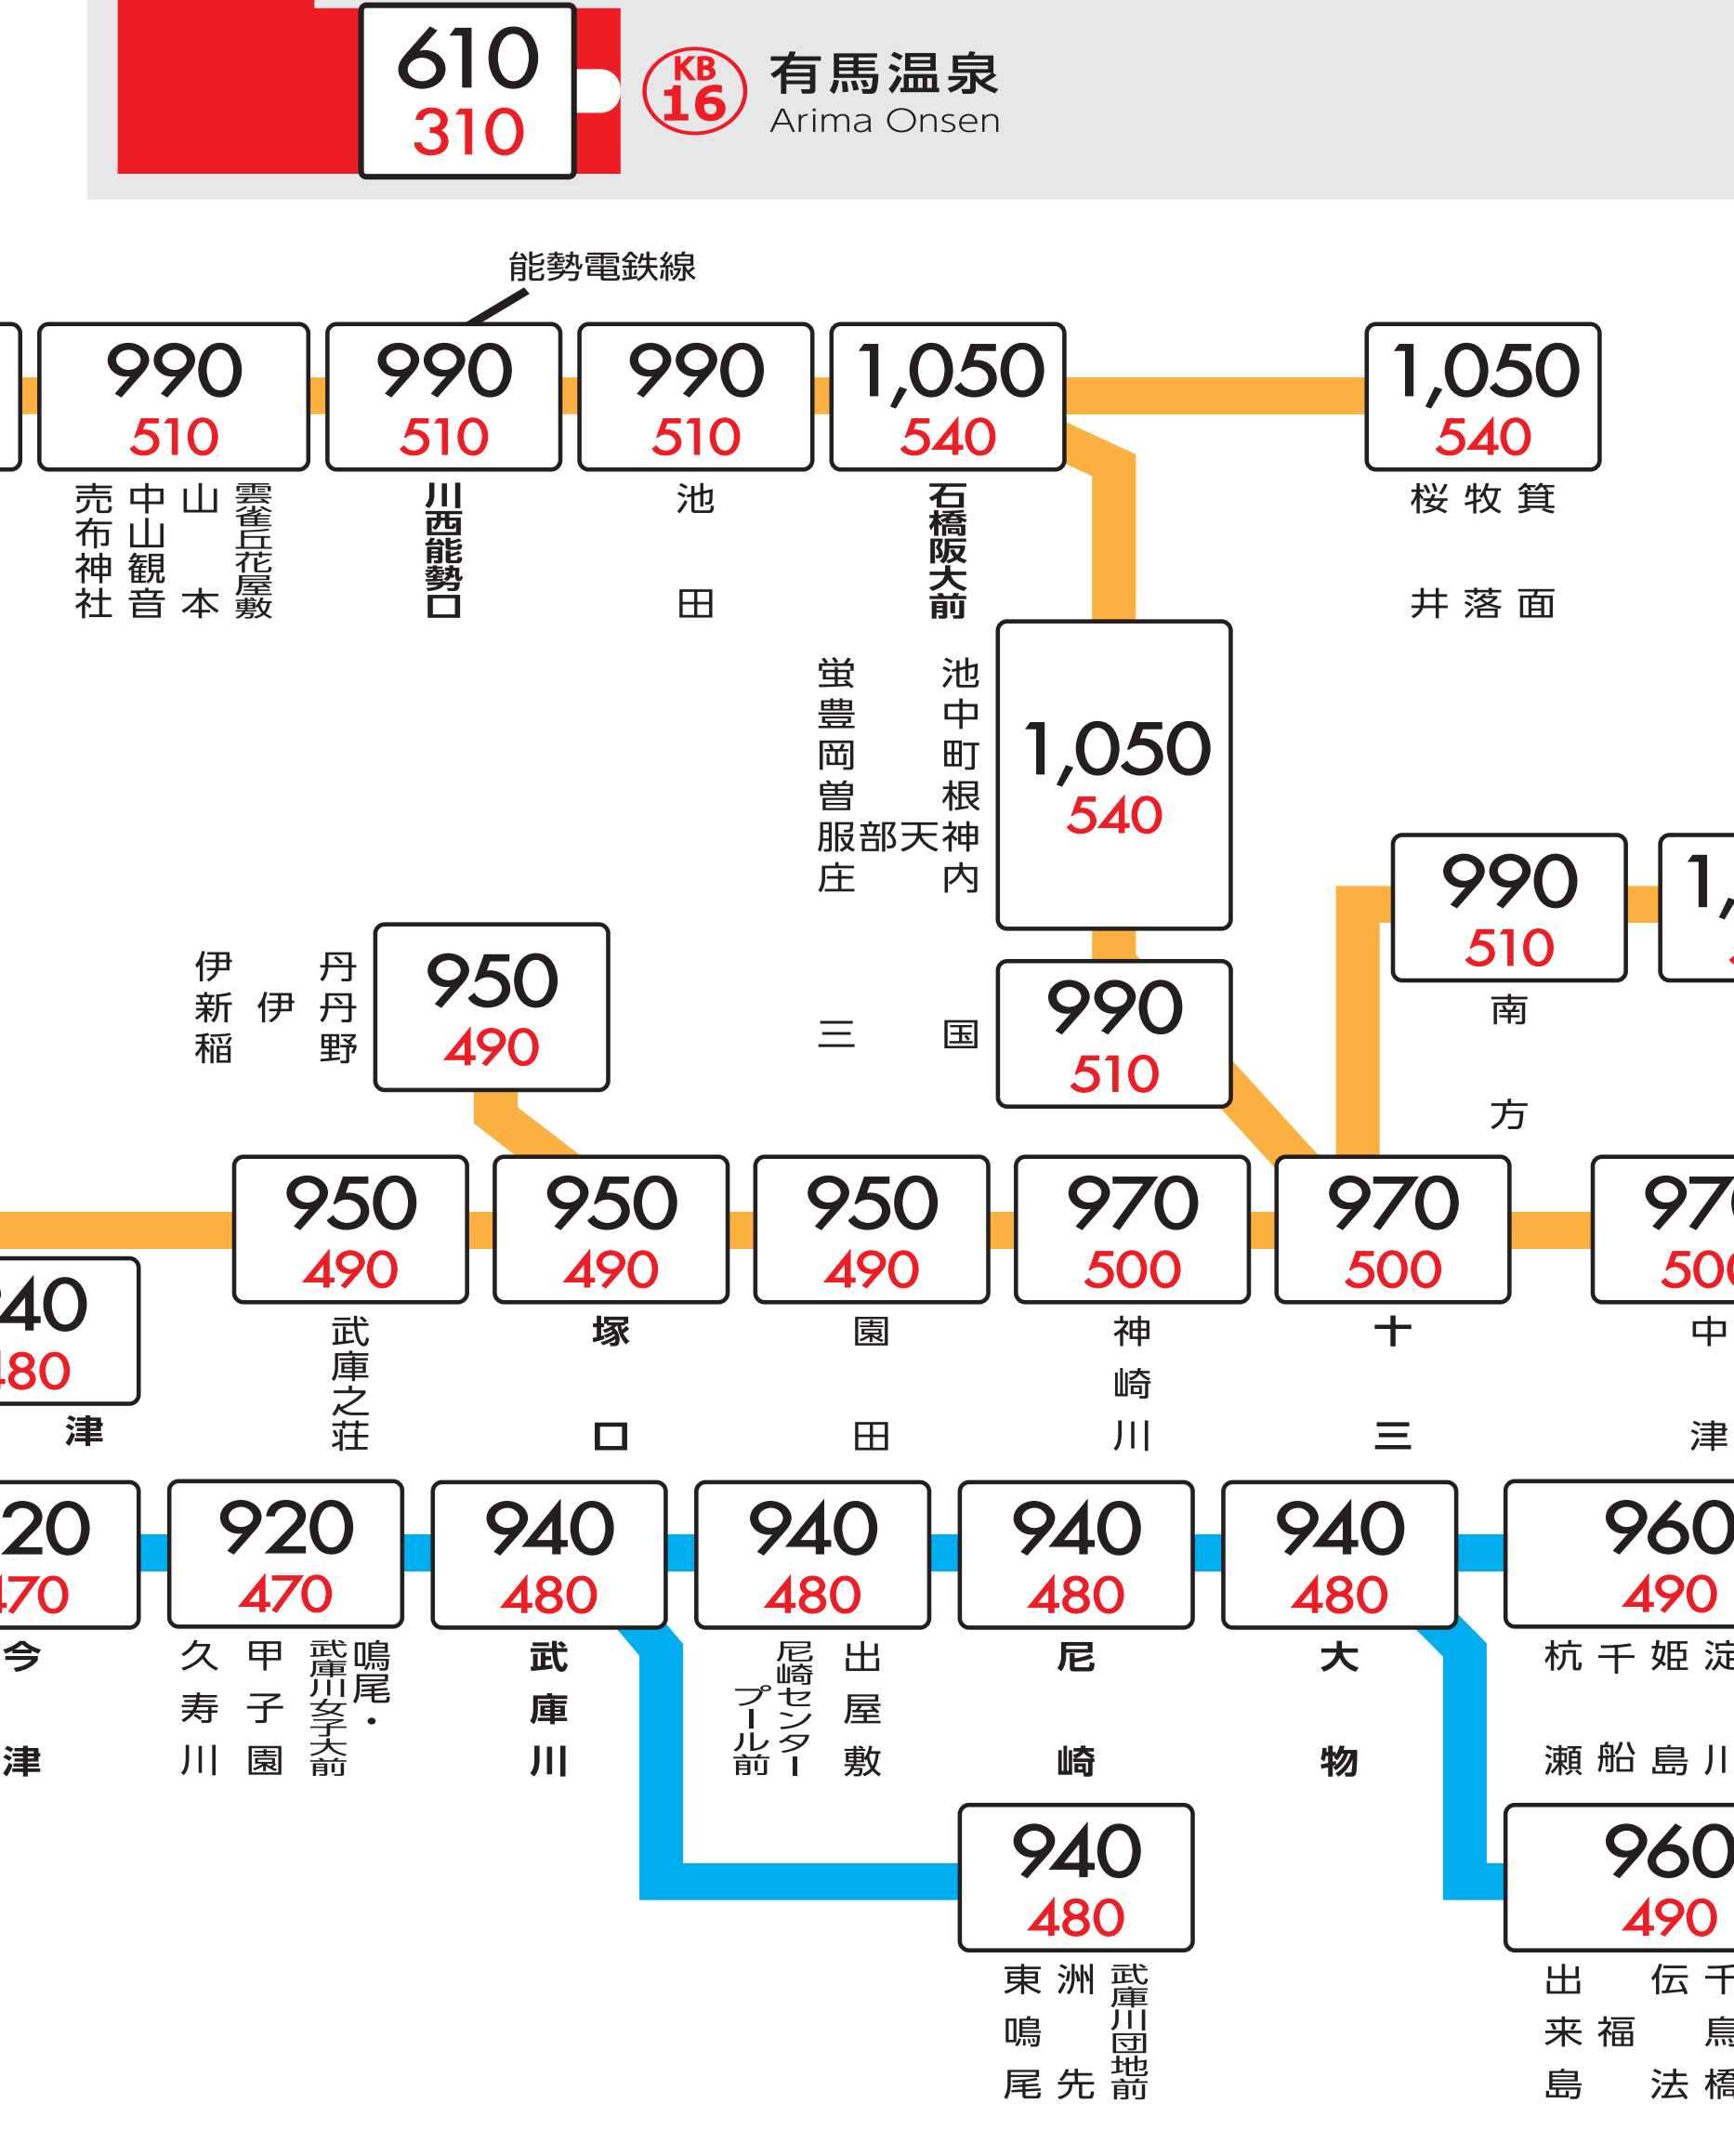 610
310
KB
16
有馬温泉
Arima Onsen
能勢電鉄線
990
510
売布神社
中山観音
山本
雲雀丘花屋敷
990
510
川西能勢口
990
510
池田
1,050
540
石橋阪大前
1,050
540
桜井
牧落
箕面
1,050
540
蛍池
豊中
岡町
曽根
服部天神
庄内
990
510
三国
990
510
南方
950
490
伊丹
新伊丹
稲野
950
490
武庫之荘
950
490
塚口
950
490
園田
970
500
神崎川
970
500
十三
中津
津
今津
920
470
久寿川
甲子園
鳴尾・
武庫川女子大前
940
480
武庫川
940
480
出屋敷
尼崎センター
プール前
940
480
尼崎
940
480
大物
960
490
杭瀬
千船
姫島
淀川
940
480
東鳴尾
洲先
武庫川団地前
960
490
出来島
福
伝法
千鳥橋